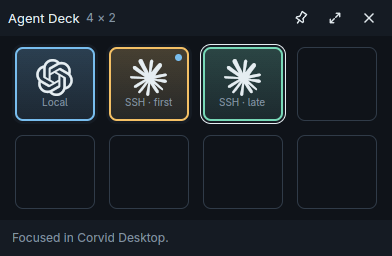 Agent Deck 4 × 2
Local
SSH · first
SSH · late
Focused in Corvid Desktop.